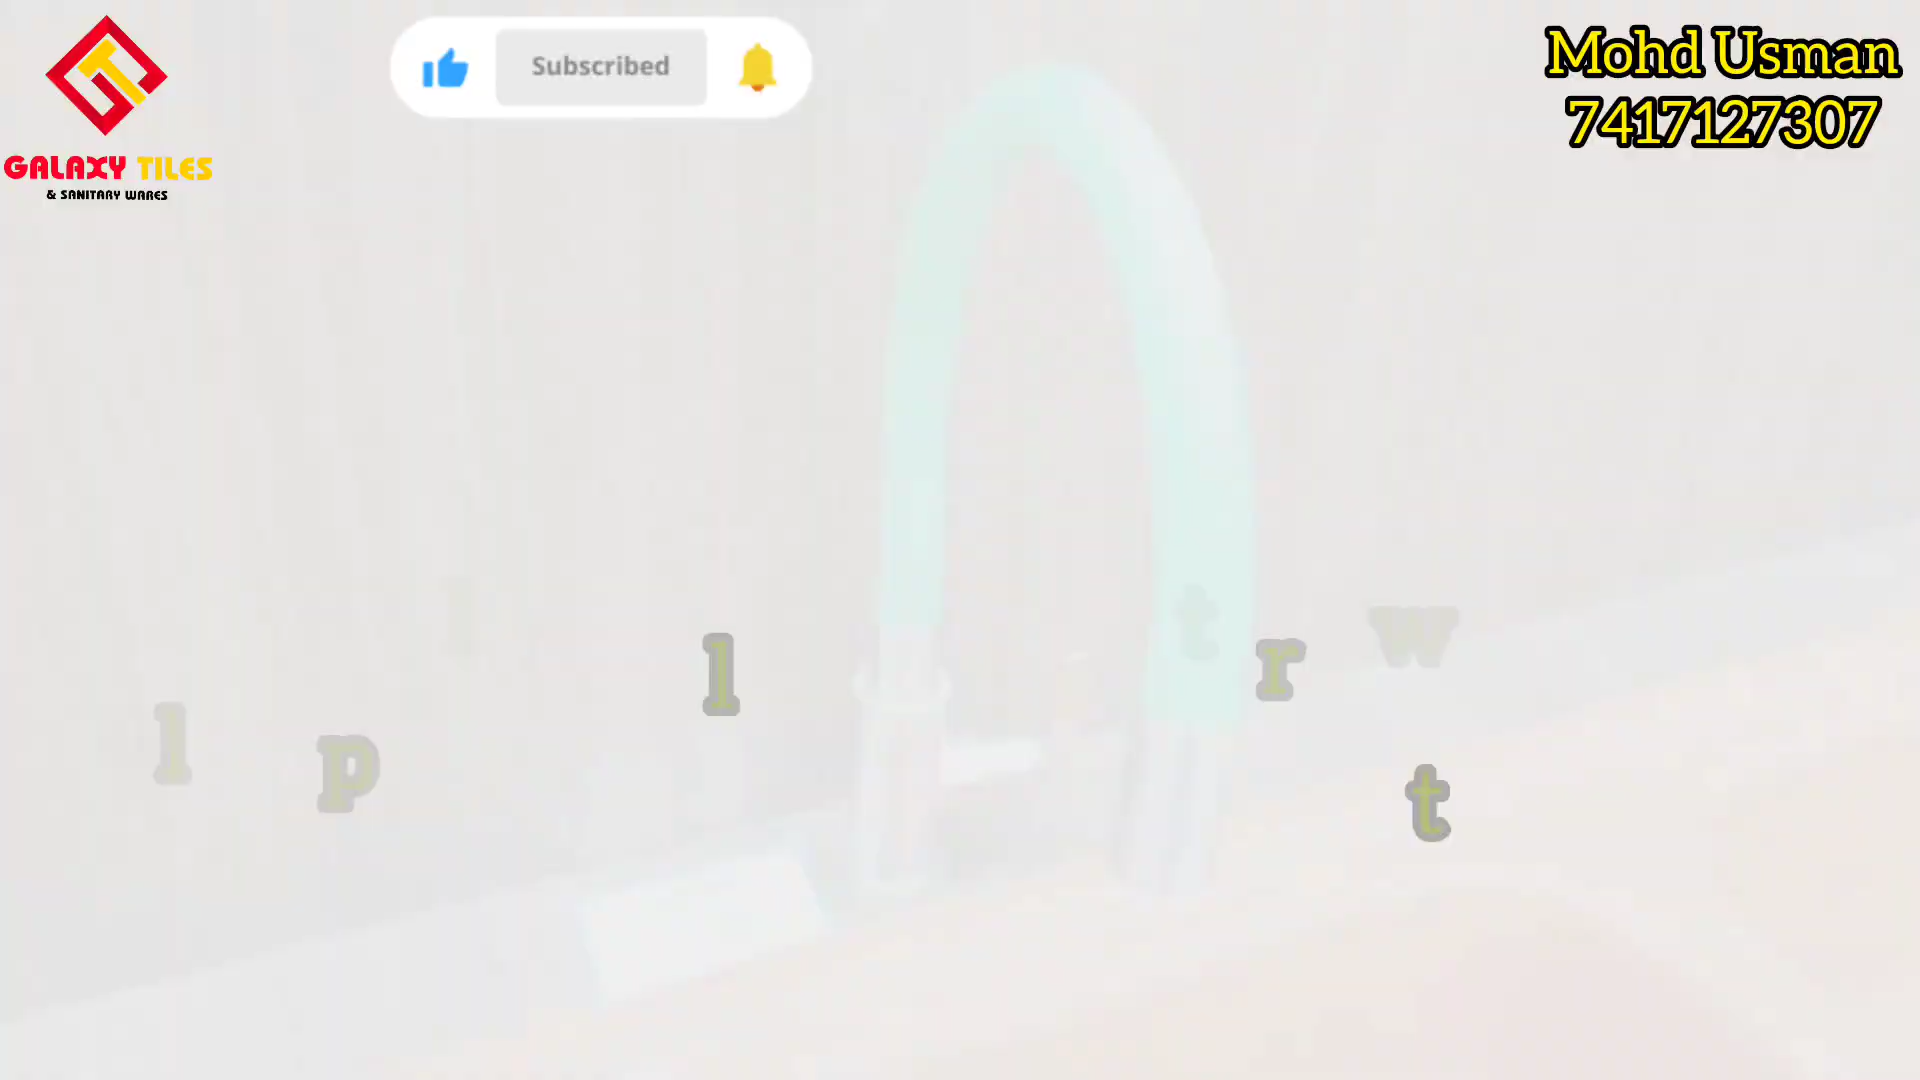 GALAXY TILES
& SANITARY WARES
Subscribed
Mohd Usman
7417127307
t
l
r
w
l
p
t